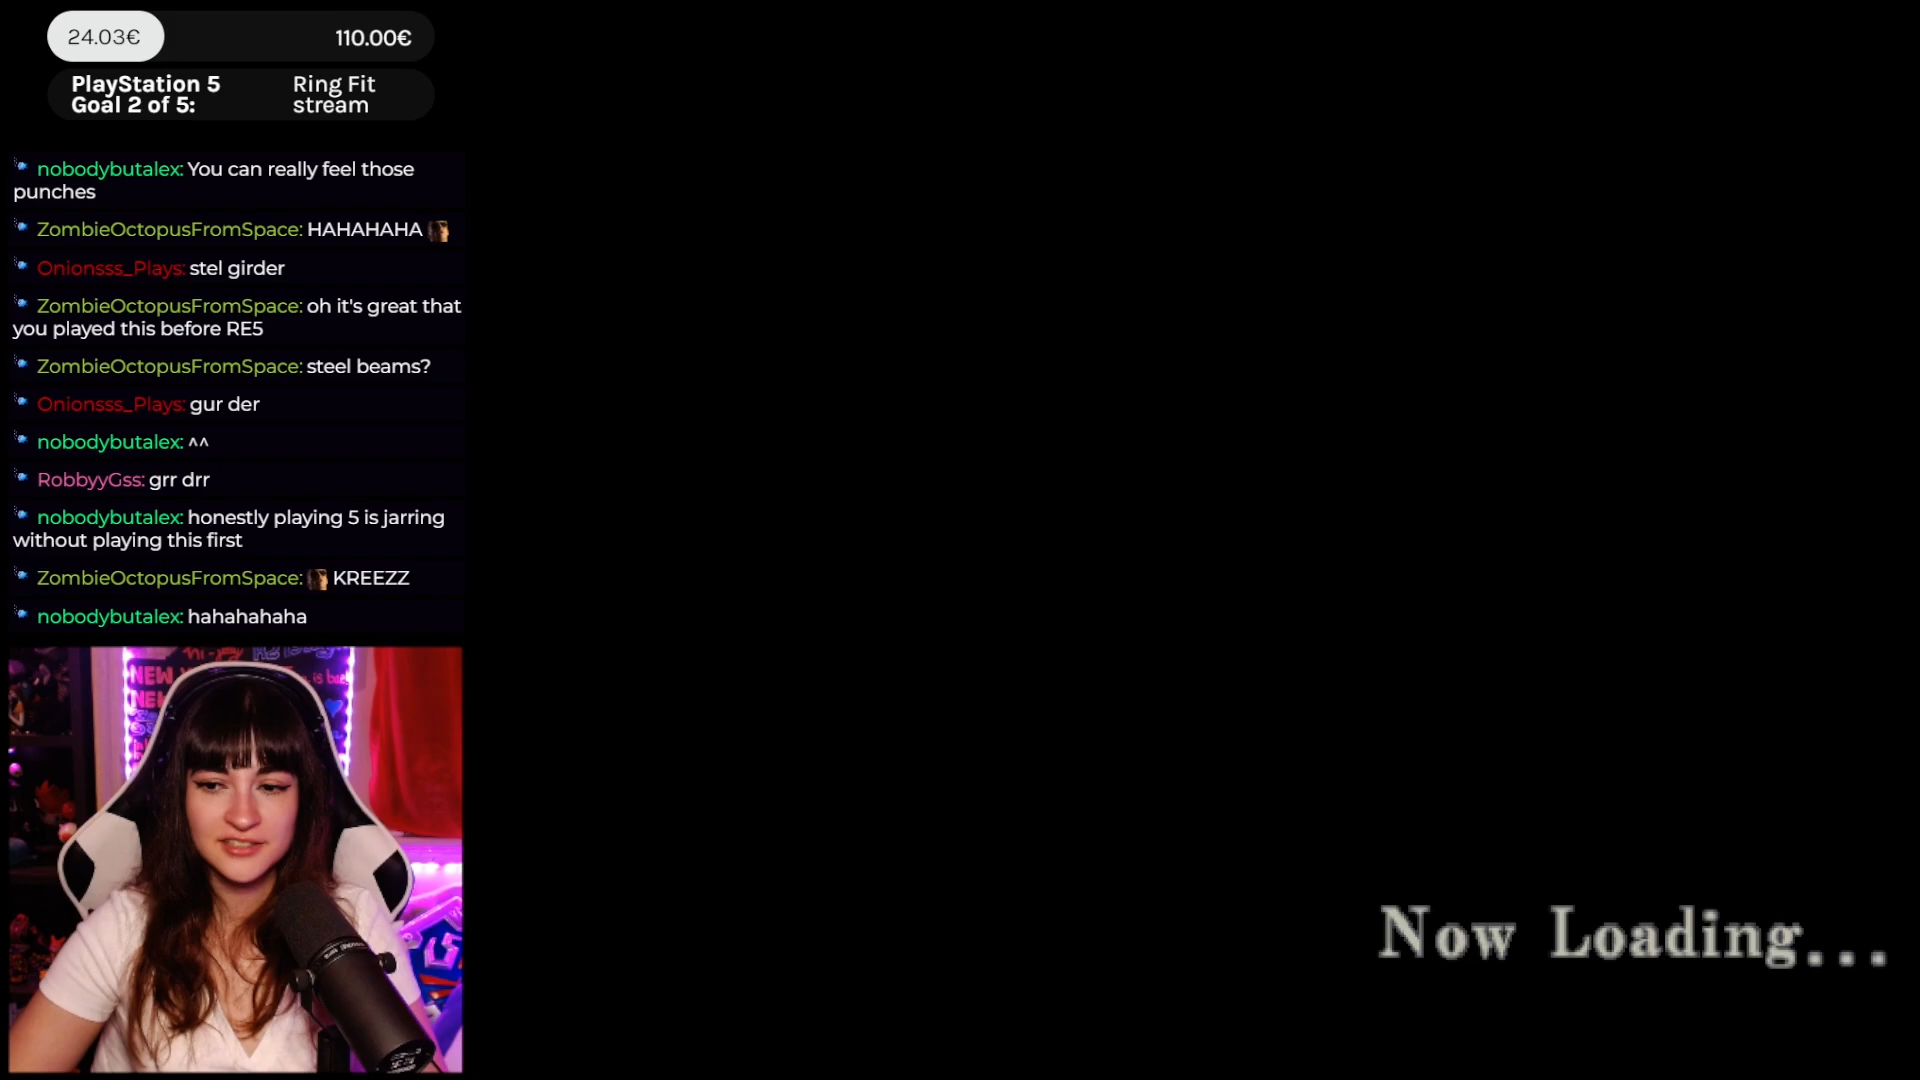 24.03€ 110.00€
PlayStation 5 Ring Fit
Goal 2 of 5: stream
nobodybutalex: You can really feel those
punches
ZombieOctopusFromSpace: HAHAHAHA
Onionsss_Plays: stel girder
ZombieOctopusFromSpace: oh it's great that
you played this before RE5
ZombieOctopusFromSpace: steel beams?
Onionsss_Plays: gur der
nobodybutalex: ^^
RobbyyGss: grr drr
nobodybutalex: honestly playing 5 is jarring
without playing this first
ZombieOctopusFromSpace: KREEZZ
nobodybutalex: hahahahaha
NEW
Now Loading...